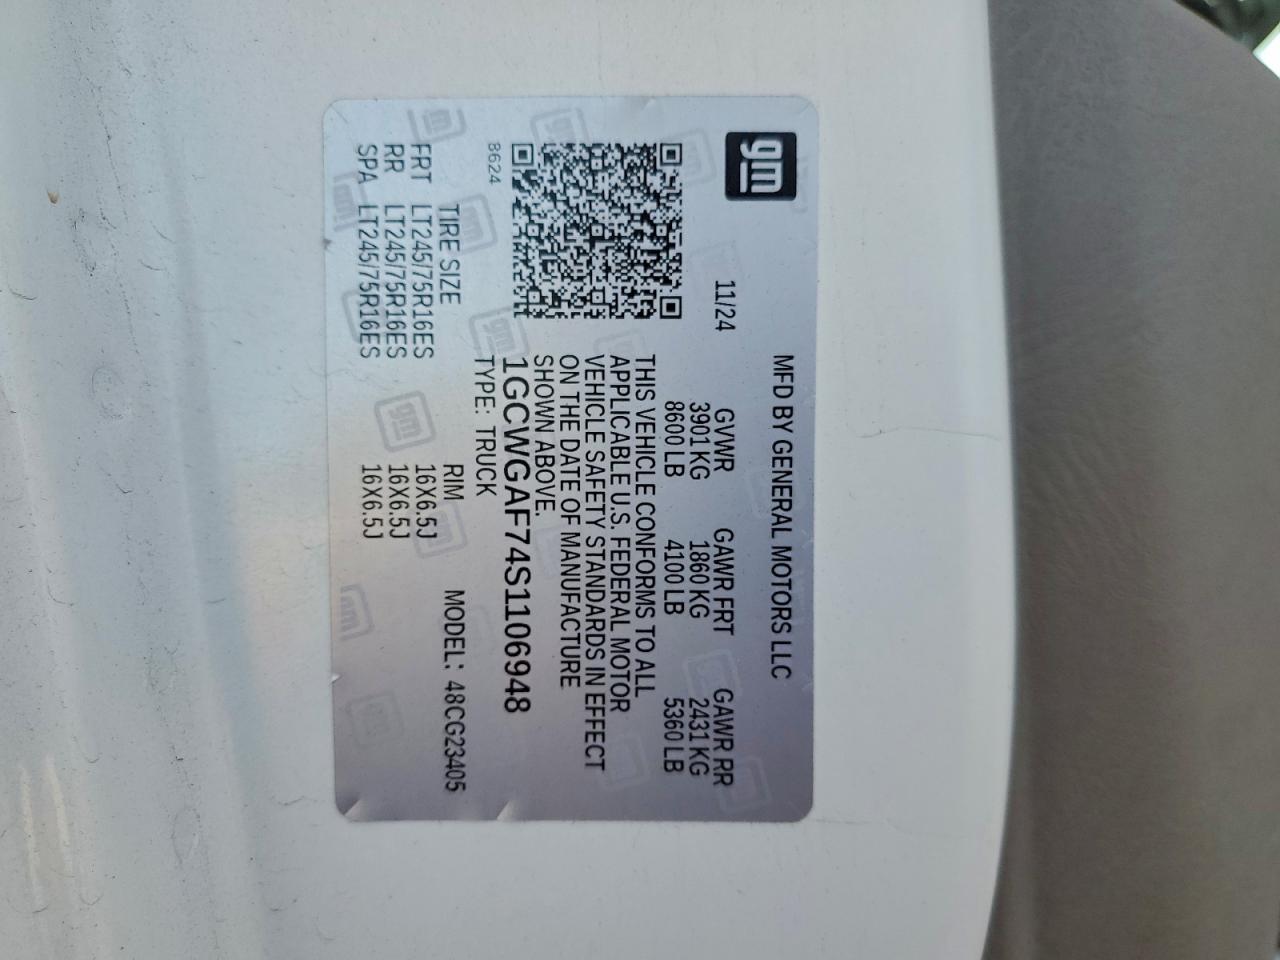 gm
MFD BY GENERAL MOTORS LLC
11/24 GVWR GAWR FRT GAWR RR
3901 KG 1860 KG 2431 KG
8600 LB 4100 LB 5360 LB
THIS VEHICLE CONFORMS TO ALL
APPLICABLE U.S. FEDERAL MOTOR
VEHICLE SAFETY STANDARDS IN EFFECT
ON THE DATE OF MANUFACTURE
SHOWN ABOVE.
1GCWGAF74S1106948
8624 TYPE: TRUCK
TIRE SIZE RIM MODEL: 48CG23405
FRT LT245/75R16ES 16X6.5J
RR LT245/75R16ES 16X6.5J
SPA LT245/75R16ES 16X6.5J